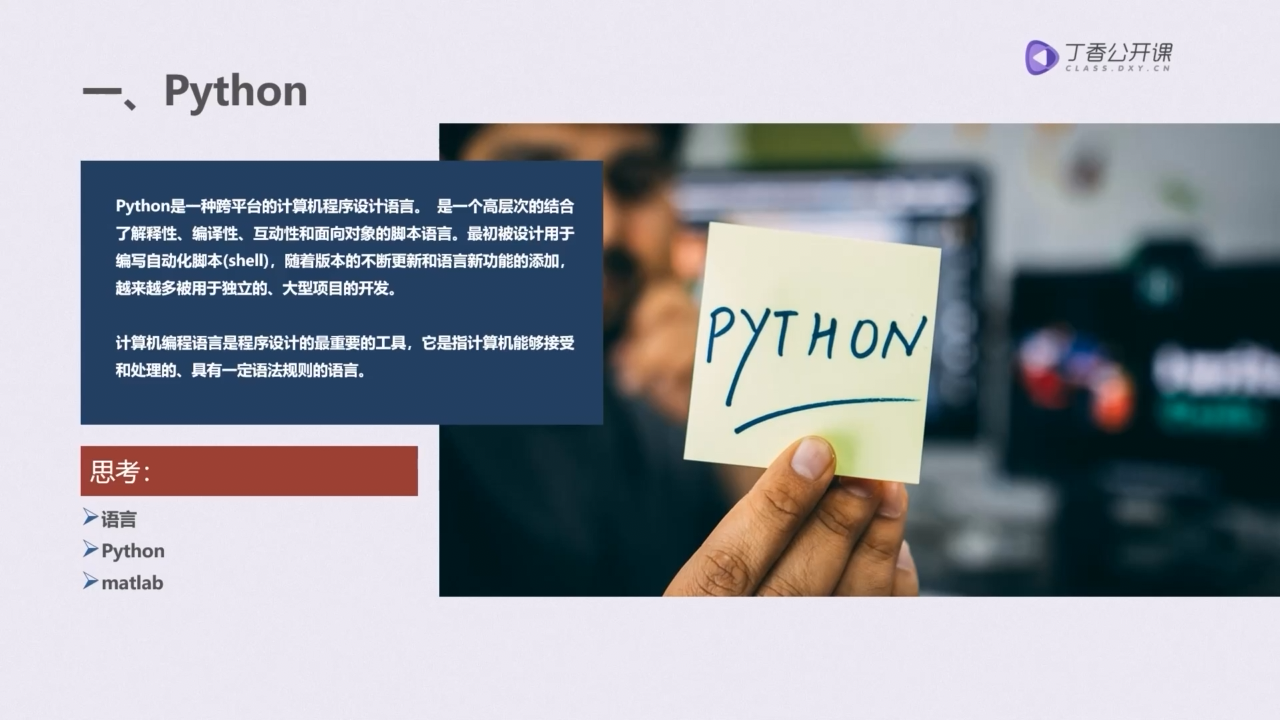 一、Python
丁香公开课
CLASS.DXY.CN
Python是一种跨平台的计算机程序设计语言。 是一个高层次的结合
了解释性、编译性、互动性和面向对象的脚本语言。最初被设计用于
编写自动化脚本(shell)，随着版本的不断更新和语言新功能的添加，
越来越多被用于独立的、大型项目的开发。
计算机编程语言是程序设计的最重要的工具，它是指计算机能够接受
和处理的、具有一定语法规则的语言。
PYTHON
思考：
语言
Python
matlab